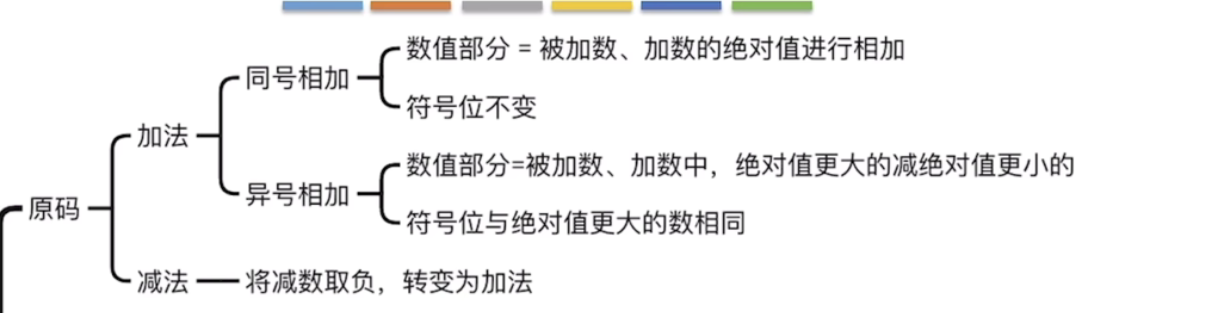 数值部分 = 被加数、加数的绝对值进行相加
同号相加
符号位不变
加法
数值部分=被加数、加数中，绝对值更大的减绝对值更小的
异号相加
原码
符号位与绝对值更大的数相同
减法
将减数取负，转变为加法